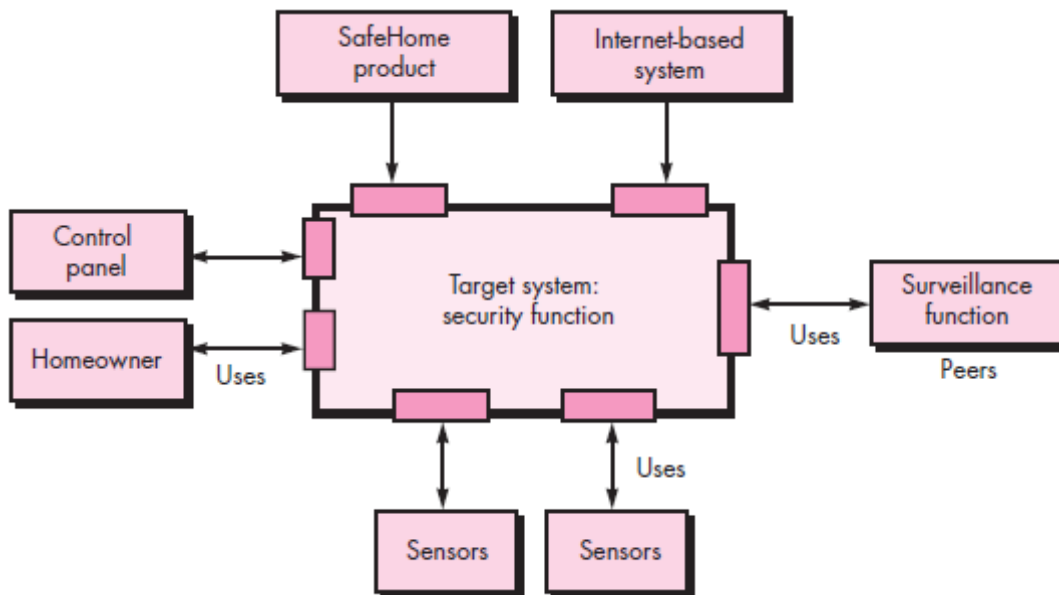 SafeHome
product
Internet-based
system
Control
panel
Target system:
security function
Surveillance
function
Uses
Peers
Homeowner
Uses
Uses
Sensors
Sensors